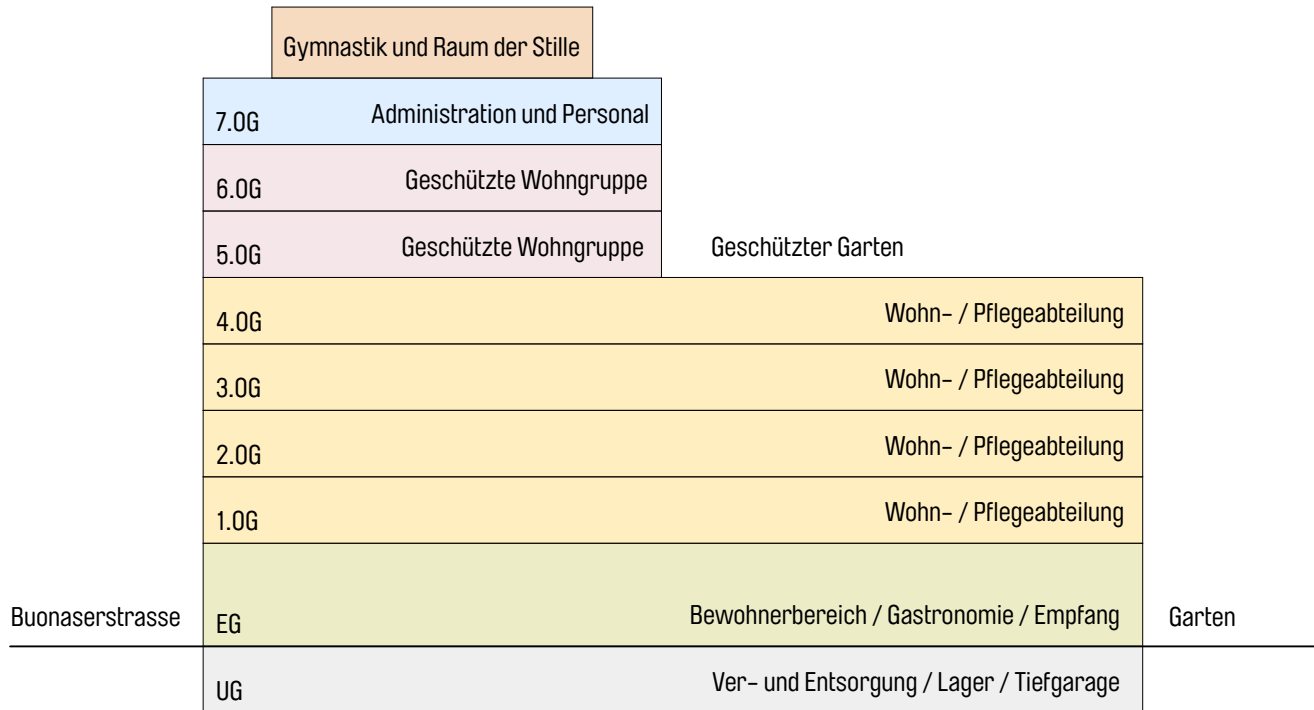 Gymnastik und Raum der Stille
7.OG Administration und Personal
6.OG Geschützte Wohngruppe
5.OG Geschützte Wohngruppe Geschützter Garten
4.OG Wohn- / Pflegeabteilung
3.OG Wohn- / Pflegeabteilung
2.OG Wohn- / Pflegeabteilung
1.OG Wohn- / Pflegeabteilung
Buonaserstrasse EG Bewohnerbereich / Gastronomie / Empfang Garten
UG Ver- und Entsorgung / Lager / Tiefgarage